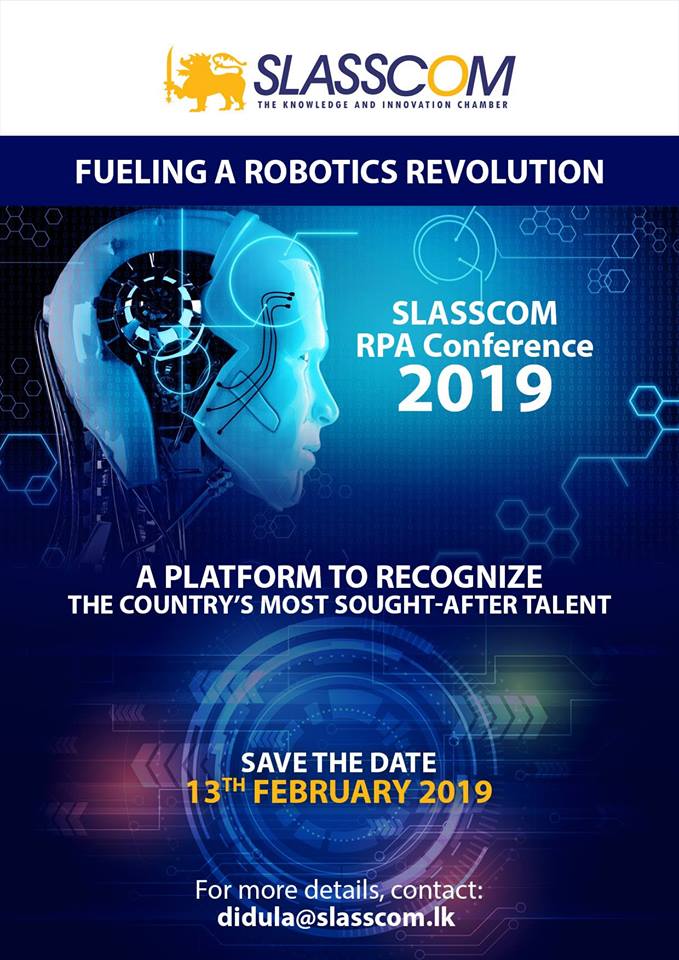 SLASSCOM
THE KNOWLEDGE AND INNOVATION CHAMBER
FUELING A ROBOTICS REVOLUTION
SLASSCOM
RPA Conference
2019
A PLATFORM TO RECOGNIZE
THE COUNTRY'S MOST SOUGHT-AFTER TALENT
SAVE THE DATE
13TH FEBRUARY 2019
For more details, contact:
didula@slasscom.lk